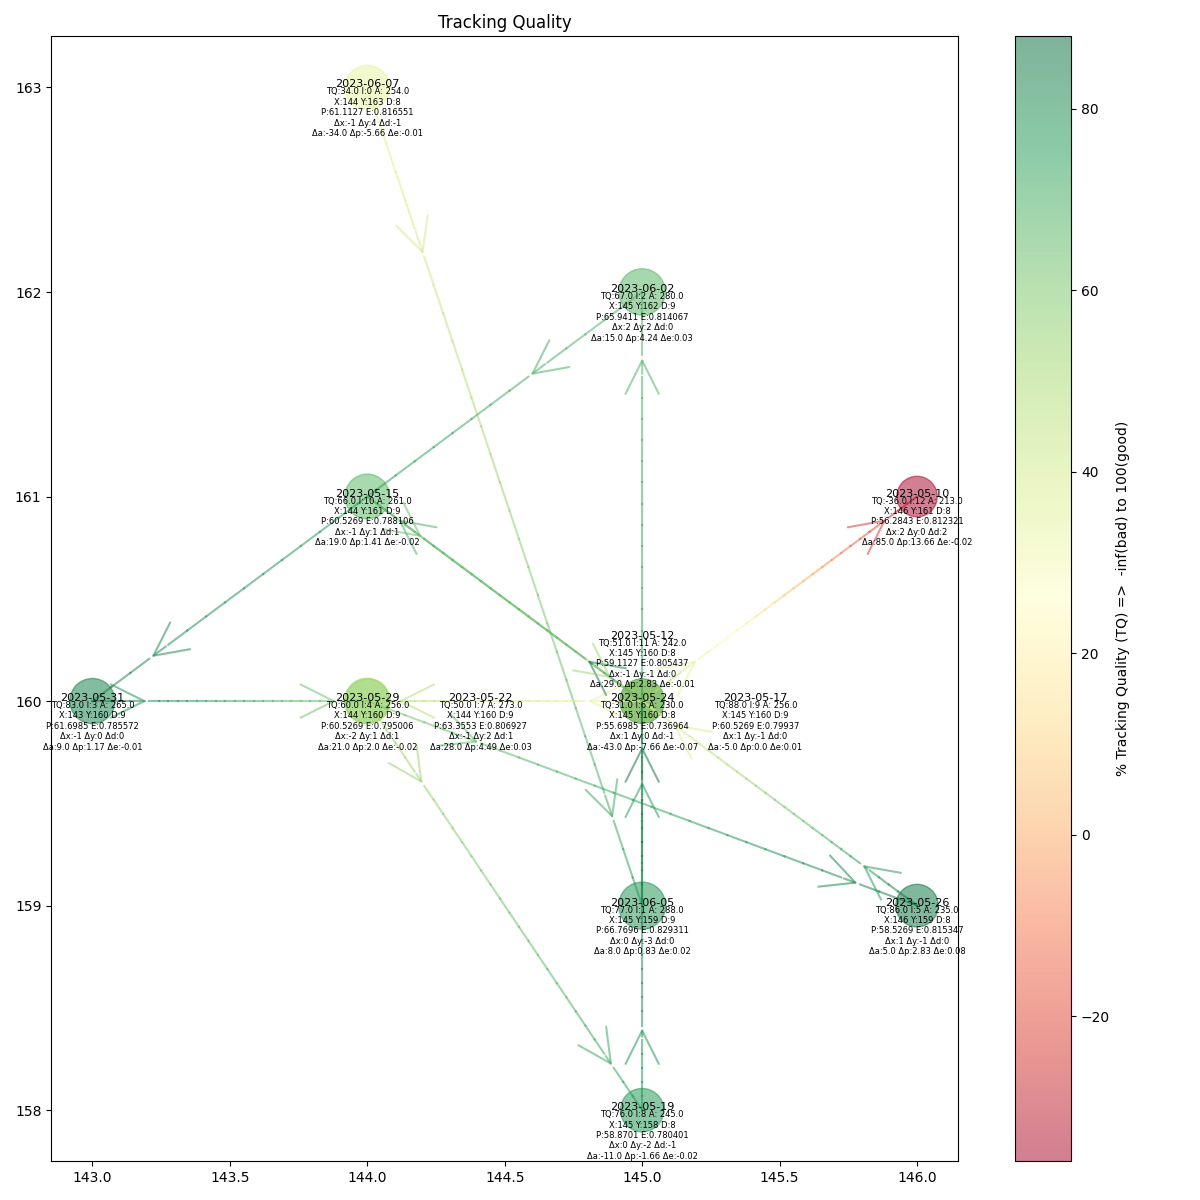 Tracking Quality
163
162
161
160
159
158
2023-06-07
TQ:34.0 I:0 A: 254.0
X:144 Y:163 D:8
P:61.1127 E:0.816551
Δx:-1 Δy:4 Δd:-1
Δa:-34.0 Δp:-5.66 Δe:-0.01
2023-06-02
TQ:67.0 I:2 A: 280.0
X:145 Y:162 D:9
P:65.9411 E:0.814067
Δx:2 Δy:2 Δd:0
Δa:15.0 Δp:4.24 Δe:0.03
2023-05-15
TQ:66.0 I:10 A: 261.0
X:144 Y:161 D:9
P:60.5269 E:0.788106
Δx:-1 Δy:1 Δd:1
Δa:19.0 Δp:1.41 Δe:-0.02
2023-05-10
TQ:-36.0 I:12 A: 213.0
X:146 Y:161 D:8
P:56.2843 E:0.812321
Δx:2 Δy:0 Δd:2
Δa:85.0 Δp:13.66 Δe:-0.02
2023-05-12
TQ:51.0 I:11 A: 242.0
X:145 Y:160 D:8
P:59.1127 E:0.805437
Δx:-1 Δy:-1 Δd:0
Δa:29.0 Δp:2.83 Δe:-0.01
2023-05-31
TQ:83.0 I:3 A: 265.0
X:143 Y:160 D:9
P:61.6985 E:0.785572
Δx:-1 Δy:0 Δd:0
Δa:9.0 Δp:1.17 Δe:-0.01
2023-05-29
TQ:60.0 I:4 A: 256.0
X:144 Y:160 D:9
P:60.5269 E:0.795006
Δx:-2 Δy:1 Δd:1
Δa:21.0 Δp:2.0 Δe:-0.02
2023-05-22
TQ:50.0 I:7 A: 273.0
X:144 Y:160 D:9
P:63.3553 E:0.806927
Δx:-1 Δy:2 Δd:1
Δa:28.0 Δp:4.49 Δe:0.03
2023-05-24
TQ:31.0 I:6 A: 230.0
X:145 Y:160 D:8
P:55.6985 E:0.736964
Δx:1 Δy:0 Δd:-1
Δa:-43.0 Δp:-7.66 Δe:-0.07
2023-05-17
TQ:88.0 I:9 A: 256.0
X:145 Y:160 D:9
P:60.5269 E:0.79937
Δx:1 Δy:-1 Δd:0
Δa:-5.0 Δp:0.0 Δe:0.01
2023-06-05
TQ:77.0 I:1 A: 288.0
X:145 Y:159 D:9
P:66.7696 E:0.829311
Δx:0 Δy:-3 Δd:0
Δa:8.0 Δp:0.83 Δe:0.02
2023-05-26
TQ:86.0 I:5 A: 235.0
X:146 Y:159 D:8
P:58.5269 E:0.815347
Δx:1 Δy:-1 Δd:0
Δa:5.0 Δp:2.83 Δe:0.08
2023-05-19
TQ:76.0 I:8 A: 245.0
X:145 Y:158 D:8
P:58.8701 E:0.780401
Δx:0 Δy:-2 Δd:-1
Δa:-11.0 Δp:-1.66 Δe:-0.02
143.0
143.5
144.0
144.5
145.0
145.5
146.0
80
60
40
20
0
−20
% Tracking Quality (TQ) => -inf(bad) to 100(good)